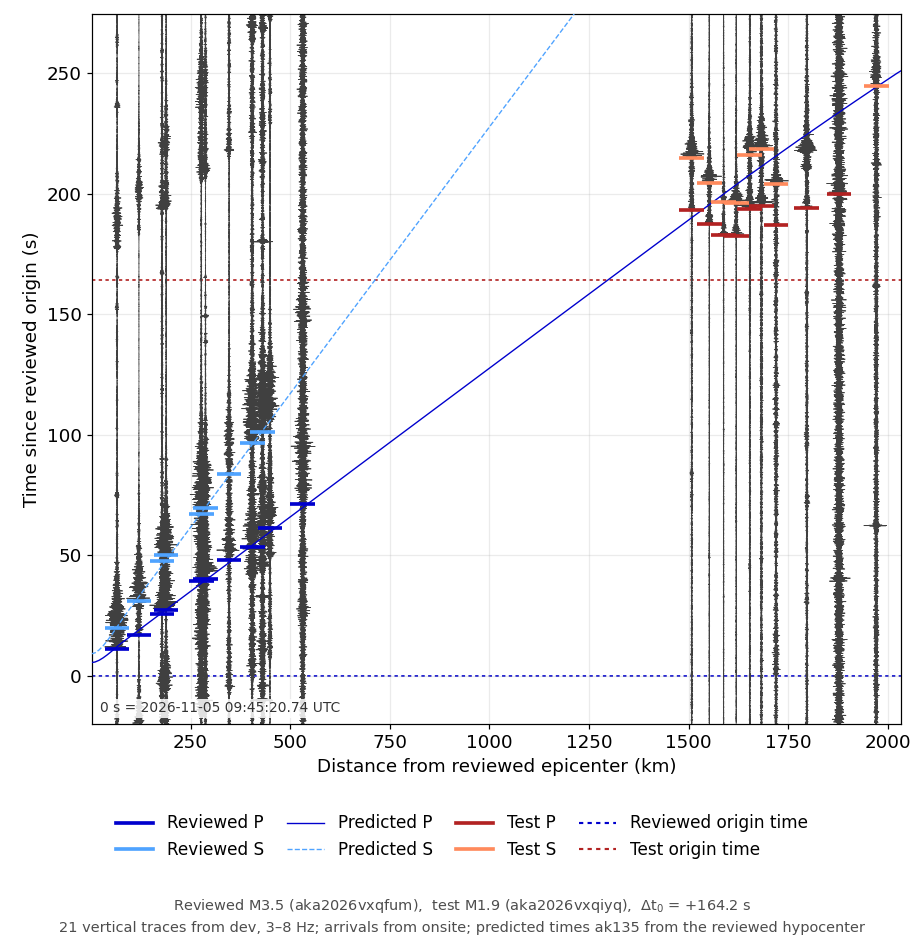 250
200
150
100
50
0
Time since reviewed origin (s)
0 s = 2026-11-05 09:45:20.74 UTC
250 500 750 1000 1250 1500 1750 2000
Distance from reviewed epicenter (km)
Reviewed P Predicted P Test P Reviewed origin time
Reviewed S Predicted S Test S Test origin time
Reviewed M3.5 (aka2026vxqfum), test M1.9 (aka2026vxqiyq), Δt0 = +164.2 s
21 vertical traces from dev, 3–8 Hz; arrivals from onsite; predicted times ak135 from the reviewed hypocenter